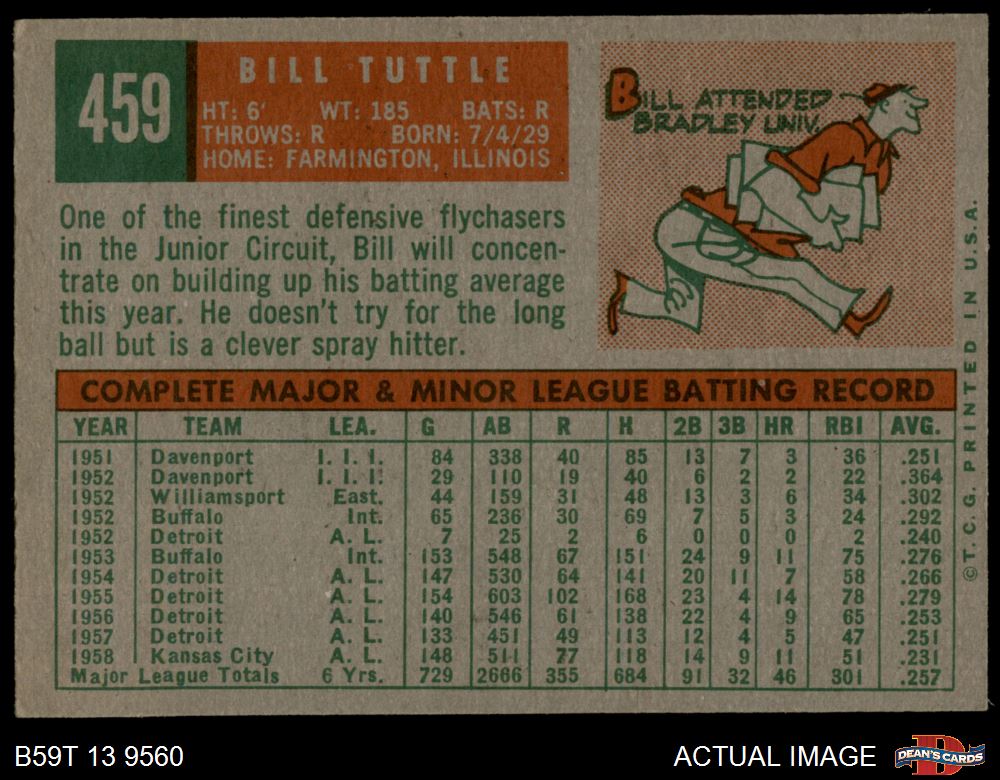 459
BILL TUTTLE
HT: 6' WT: 185 BATS: R
THROWS: R BORN: 7/4/29
HOME: FARMINGTON, ILLINOIS
BILL ATTENDED
BRADLEY UNIV.
One of the finest defensive flychasers
in the Junior Circuit, Bill will concen-
trate on building up his batting average
this year. He doesn't try for the long
ball but is a clever spray hitter.
COMPLETE MAJOR & MINOR LEAGUE BATTING RECORD
YEAR TEAM LEA. G AB R H 2B 3B HR RBI AVG.
1951 Davenport I. I. I. 84 338 40 85 13 7 3 36 .251
1952 Davenport I. I. I. 29 110 19 40 6 2 2 22 .364
1952 Williamsport East. 44 159 31 48 13 3 6 34 .302
1952 Buffalo Int. 65 236 30 69 7 5 3 24 .292
1952 Detroit A. L. 7 25 2 6 0 0 0 2 .240
1953 Buffalo Int. 153 548 67 151 24 9 11 75 .276
1954 Detroit A. L. 147 530 64 141 20 11 7 58 .266
1955 Detroit A. L. 154 603 102 168 23 4 14 78 .279
1956 Detroit A. L. 140 546 61 138 22 4 9 65 .253
1957 Detroit A. L. 133 451 49 113 12 4 5 47 .251
1958 Kansas City A. L. 148 511 77 118 14 9 11 51 .231
Major League Totals 6 Yrs. 729 2666 355 684 91 32 46 301 .257
© T. C. G. PRINTED IN U.S.A.
B59T 13 9560
ACTUAL IMAGE
D
DEAN'S CARDS